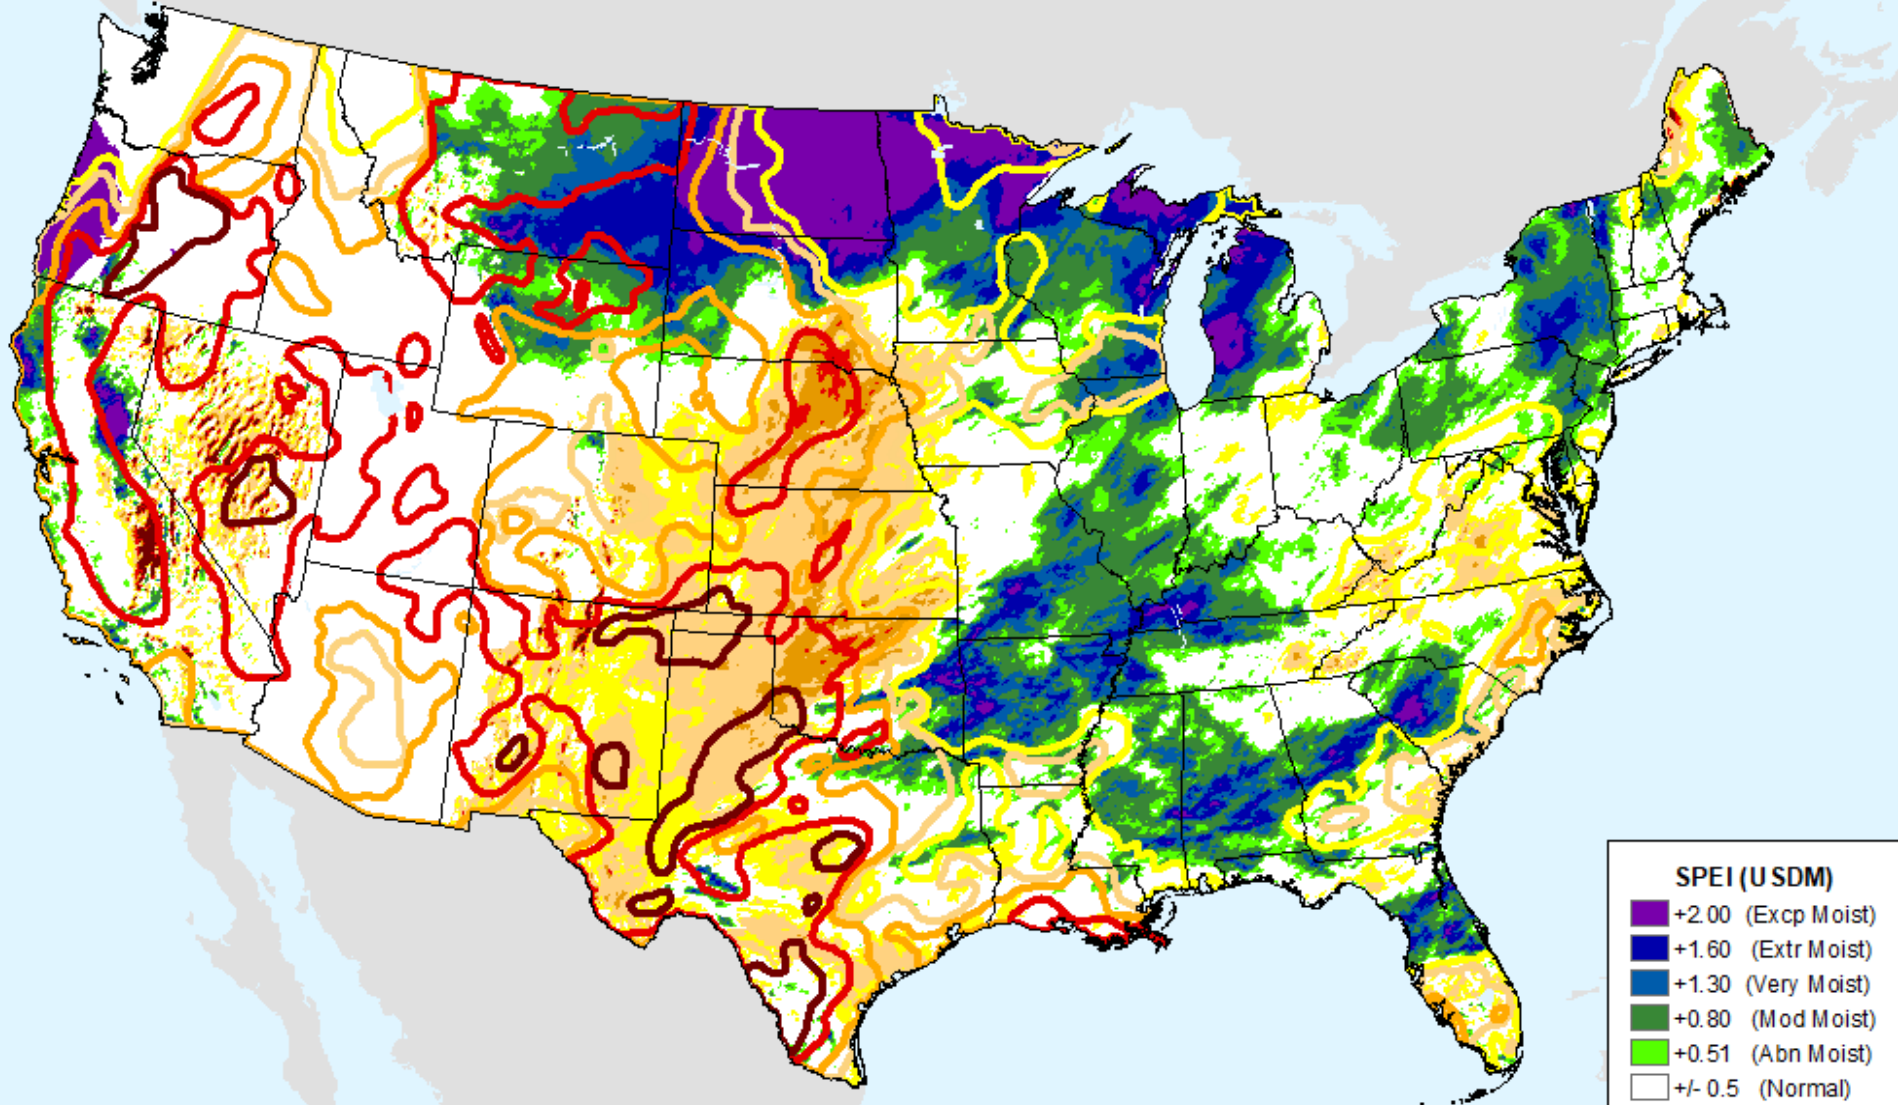 SPEI (USDM)
+2.00 (Excp Moist)
+1.60 (Extr Moist)
+1.30 (Very Moist)
+0.80 (Mod Moist)
+0.51 (Abn Moist)
+/- 0.5 (Normal)